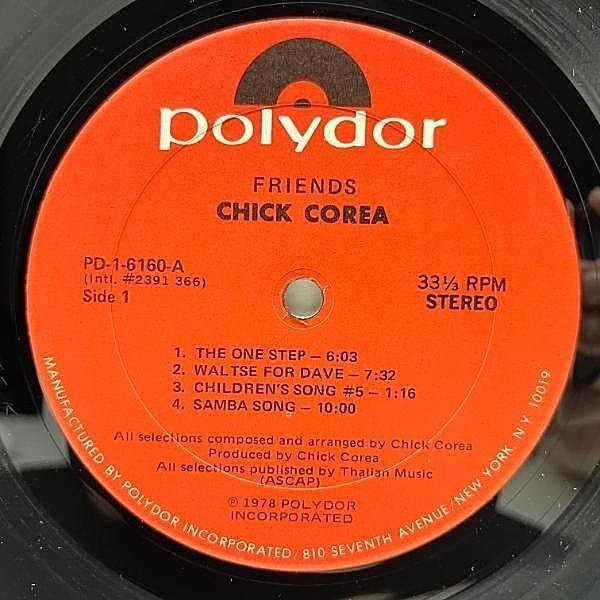 polydor
FRIENDS
CHICK COREA
PD-1-6160-A
(Intl. #2391 366)
Side 1
33⅓ RPM
STEREO
1. THE ONE STEP — 6:03
2. WALTSE FOR DAVE — 7:32
3. CHILDREN'S SONG #5 — 1:16
4. SAMBA SONG — 10:00
All selections composed and arranged by Chick Corea
Produced by Chick Corea
All selections published by Thalian Music
(ASCAP)
℗ 1978 POLYDOR
INCORPORATED
MANUFACTURED BY POLYDOR INCORPORATED/ 810 SEVENTH AVENUE/NEW YORK, N.Y. 10019